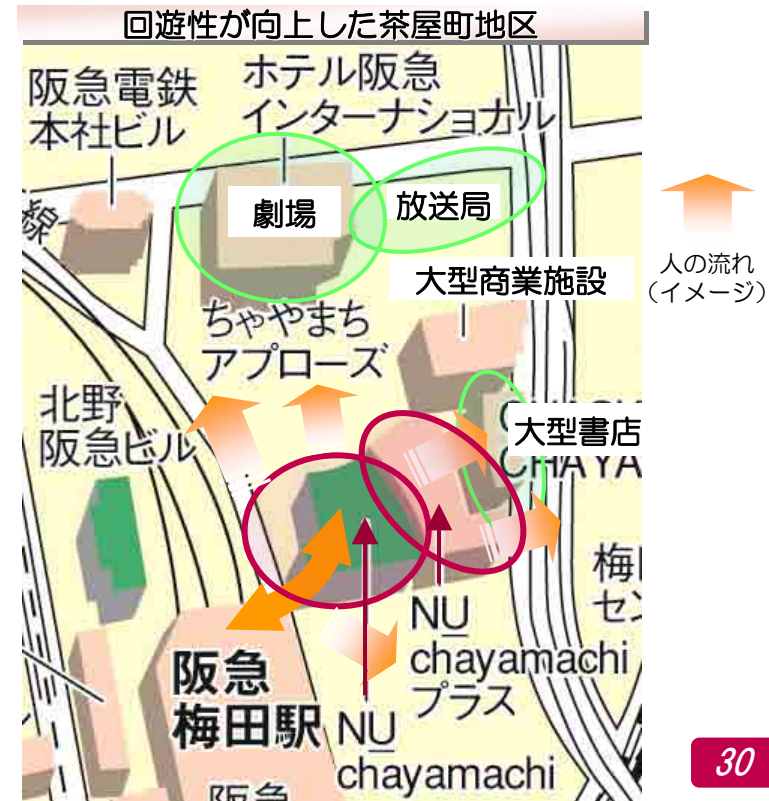 回遊性が向上した茶屋町地区
阪急電鉄
本社ビル
ホテル阪急
インターナショナル
線
劇場
放送局
人の流れ
(イメージ)
大型商業施設
ちゃやまち
アプローズ
北野
阪急ビル
大型書店
CHAYA
梅
セン
NU
chayamachi
プラス
阪急
梅田駅
NU
chayamachi
阪急
30